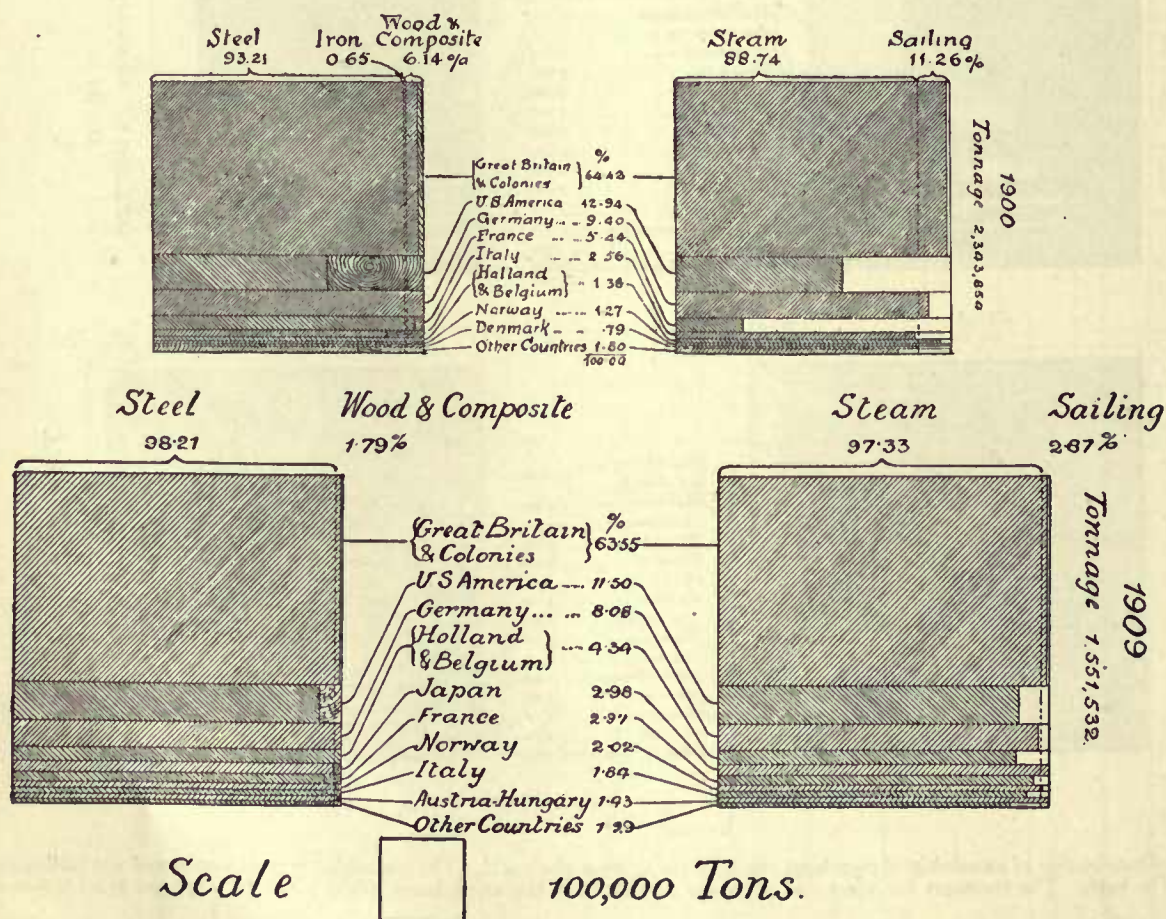 Steel Iron Wood & Composite
93.21 0.65 6.14 %
Steam Sailing
88.74 11.26 %
1900
Tonnage 2,343,854
%
Great Britain & Colonies 64.42
U.S America 12.94
Germany ... .. 9.40
France ... .. 5.44
Italy ... .. 2.56
Holland & Belgium .. 1.38
Norway ... ... 1.27
Denmark .. .. .79
Other Countries 1.80
100.00
Steel Wood & Composite
98.21 1.79%
Steam Sailing
97.33 2.67%
1909
Tonnage 1,551,532.
%
Great Britain & Colonies 63.55
U S America .... 11.50
Germany ... .. 8.08
Holland & Belgium .... 4.34
Japan 2.98
France 2.97
Norway 2.02
Italy 1.84
Austria-Hungary 1.43
Other Countries 1.29
Scale 100,000 Tons.